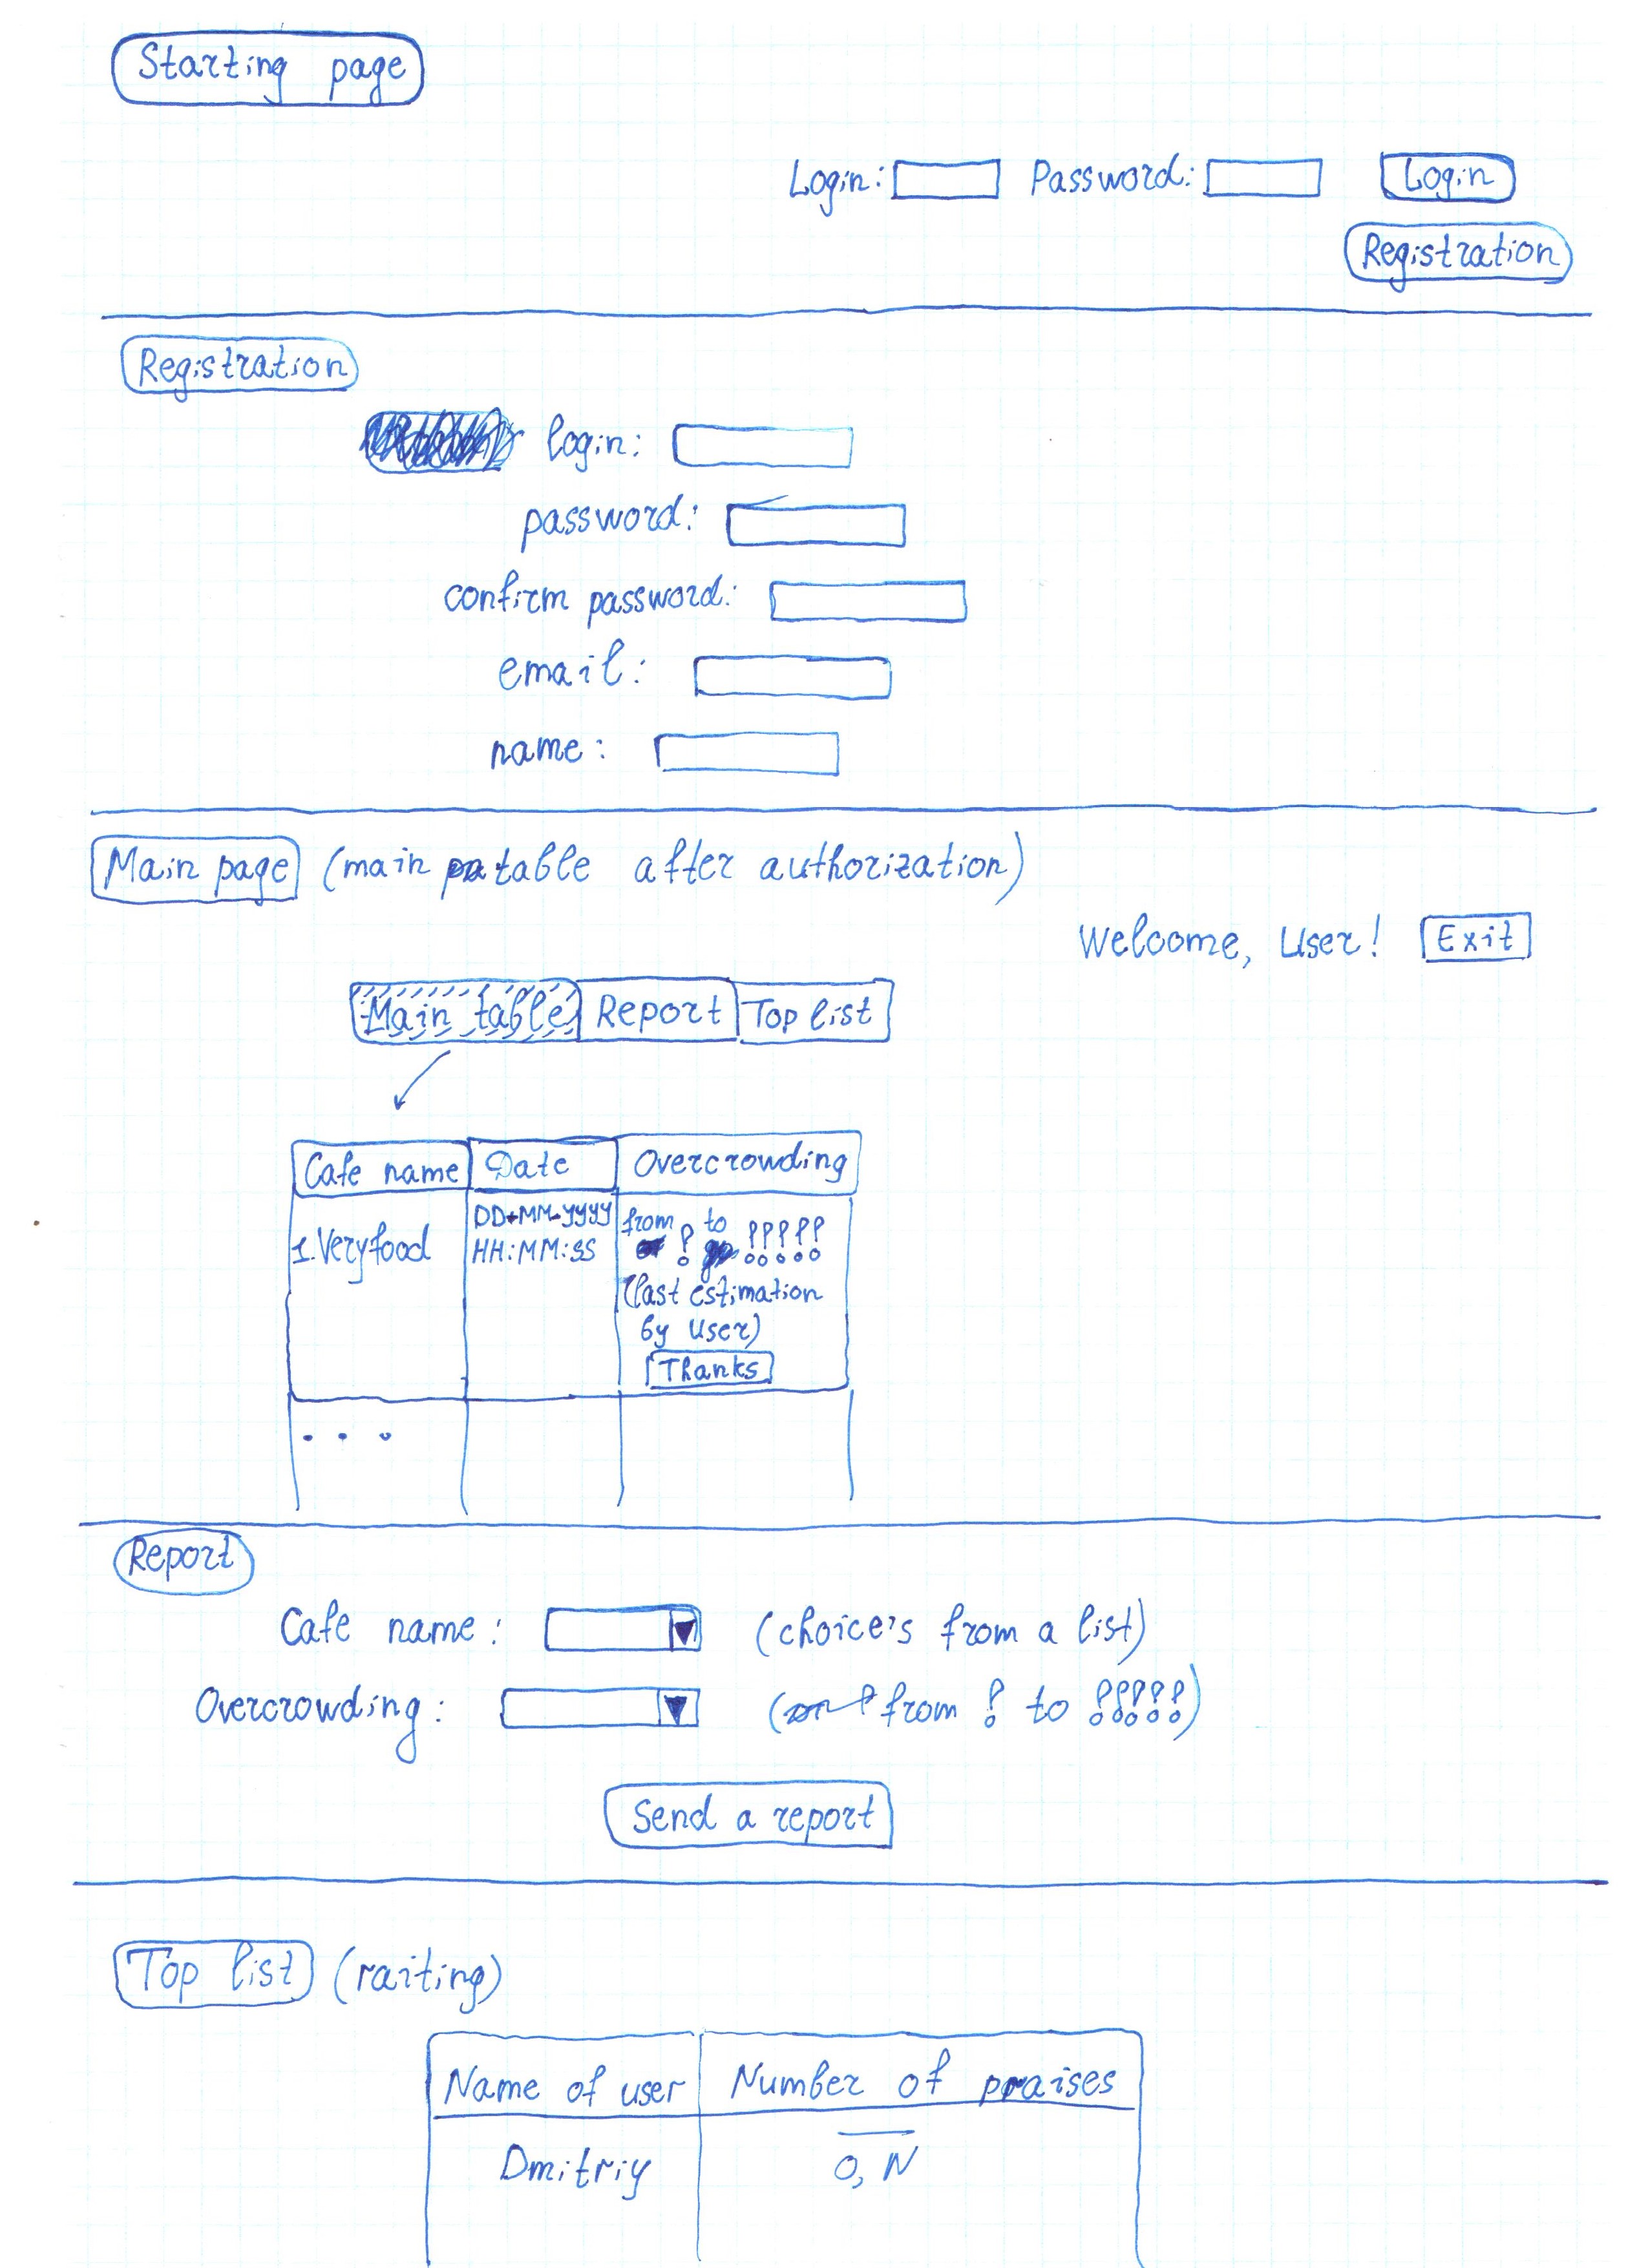 Starting page
Login: Password: Login
Registration
Registration
login:
password:
confirm password:
email:
name:
Main page (main table after authorization)
Welcome, User! Exit
Main table Report Top list
Cafe name Date Overcrowding
1. Veryfood DD-MM-YYYY from ! to !!!!!
HH:MM:SS
(last estimation
by user)
Thanks
...
Report
Cafe name: (choice's from a list)
Overcrowding: (from ! to !!!!!)
Send a report
Top list (raiting)
Name of user Number of praises
Dmitriy 0, N